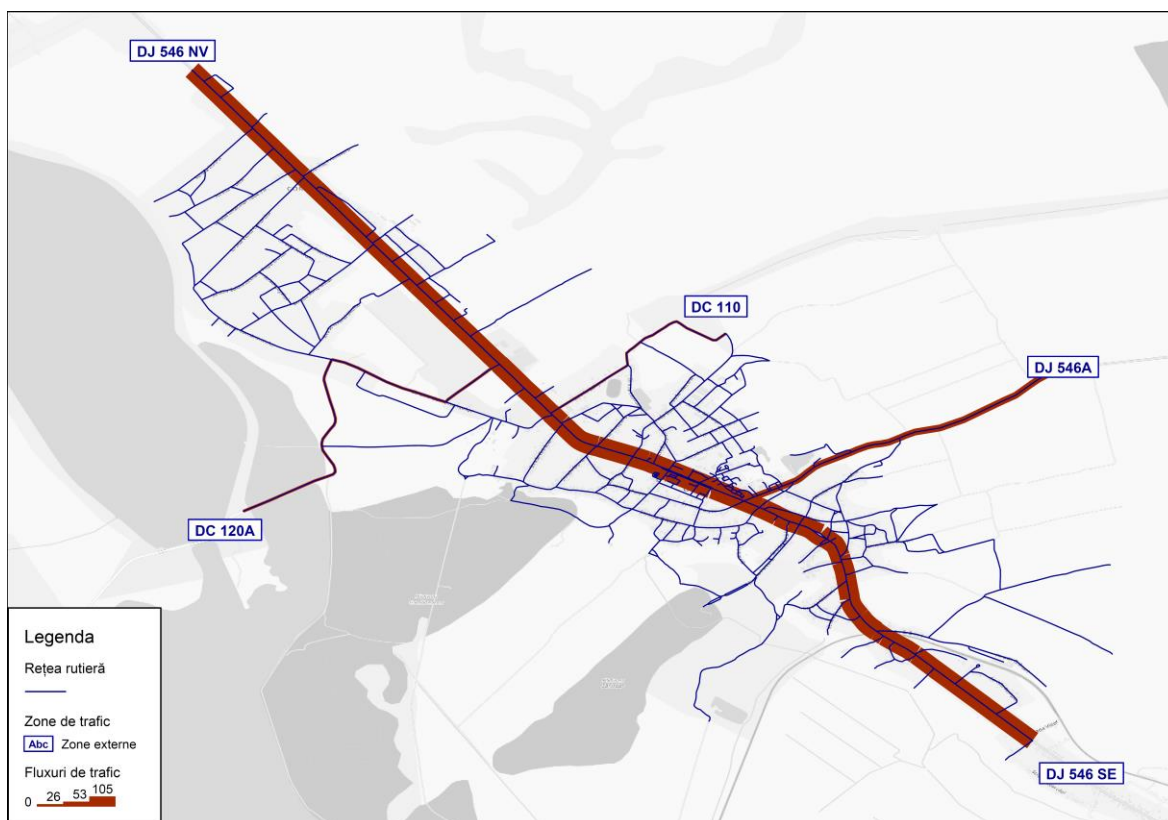 DJ 546 NV
DC 110
DJ 546A
DC 120A
DJ 546 SE
Legenda
Rețea rutieră
Zone de trafic
Abc Zone externe
Fluxuri de trafic
0 26 53 105